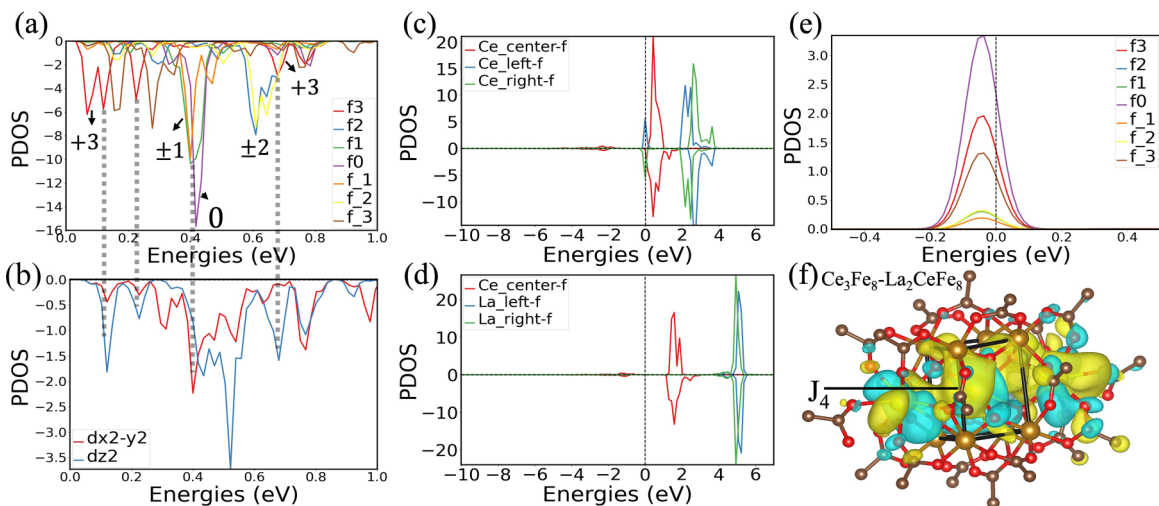 (a)
0
−2
−4
−6
−8
−10
−12
−14
−16
PDOS
+3
±1
0
±2
+3
f3
f2
f1
f0
f_1
f_2
f_3
0.0 0.2 0.4 0.6 0.8 1.0
Energies (eV)
(b)
0.0
−0.5
−1.0
−1.5
−2.0
−2.5
−3.0
−3.5
PDOS
dx2-y2
dz2
0.0 0.2 0.4 0.6 0.8 1.0
Energies (eV)
(c)
20
15
10
5
0
5
10
PDOS
Ce_center-f
Ce_left-f
Ce_right-f
−10 −8 −6 −4 −2 0 2 4 6
Energies (eV)
(d)
20
10
0
10
20
PDOS
Ce_center-f
La_left-f
La_right-f
−10 −8 −6 −4 −2 0 2 4 6
Energies (eV)
(e)
3.0
2.5
2.0
1.5
1.0
0.5
0.0
PDOS
f3
f2
f1
f0
f_1
f_2
f_3
−0.4 −0.2 0.0 0.2 0.4
Energies (eV)
(f) Ce₃Fe₈-La₂CeFe₈
J₄